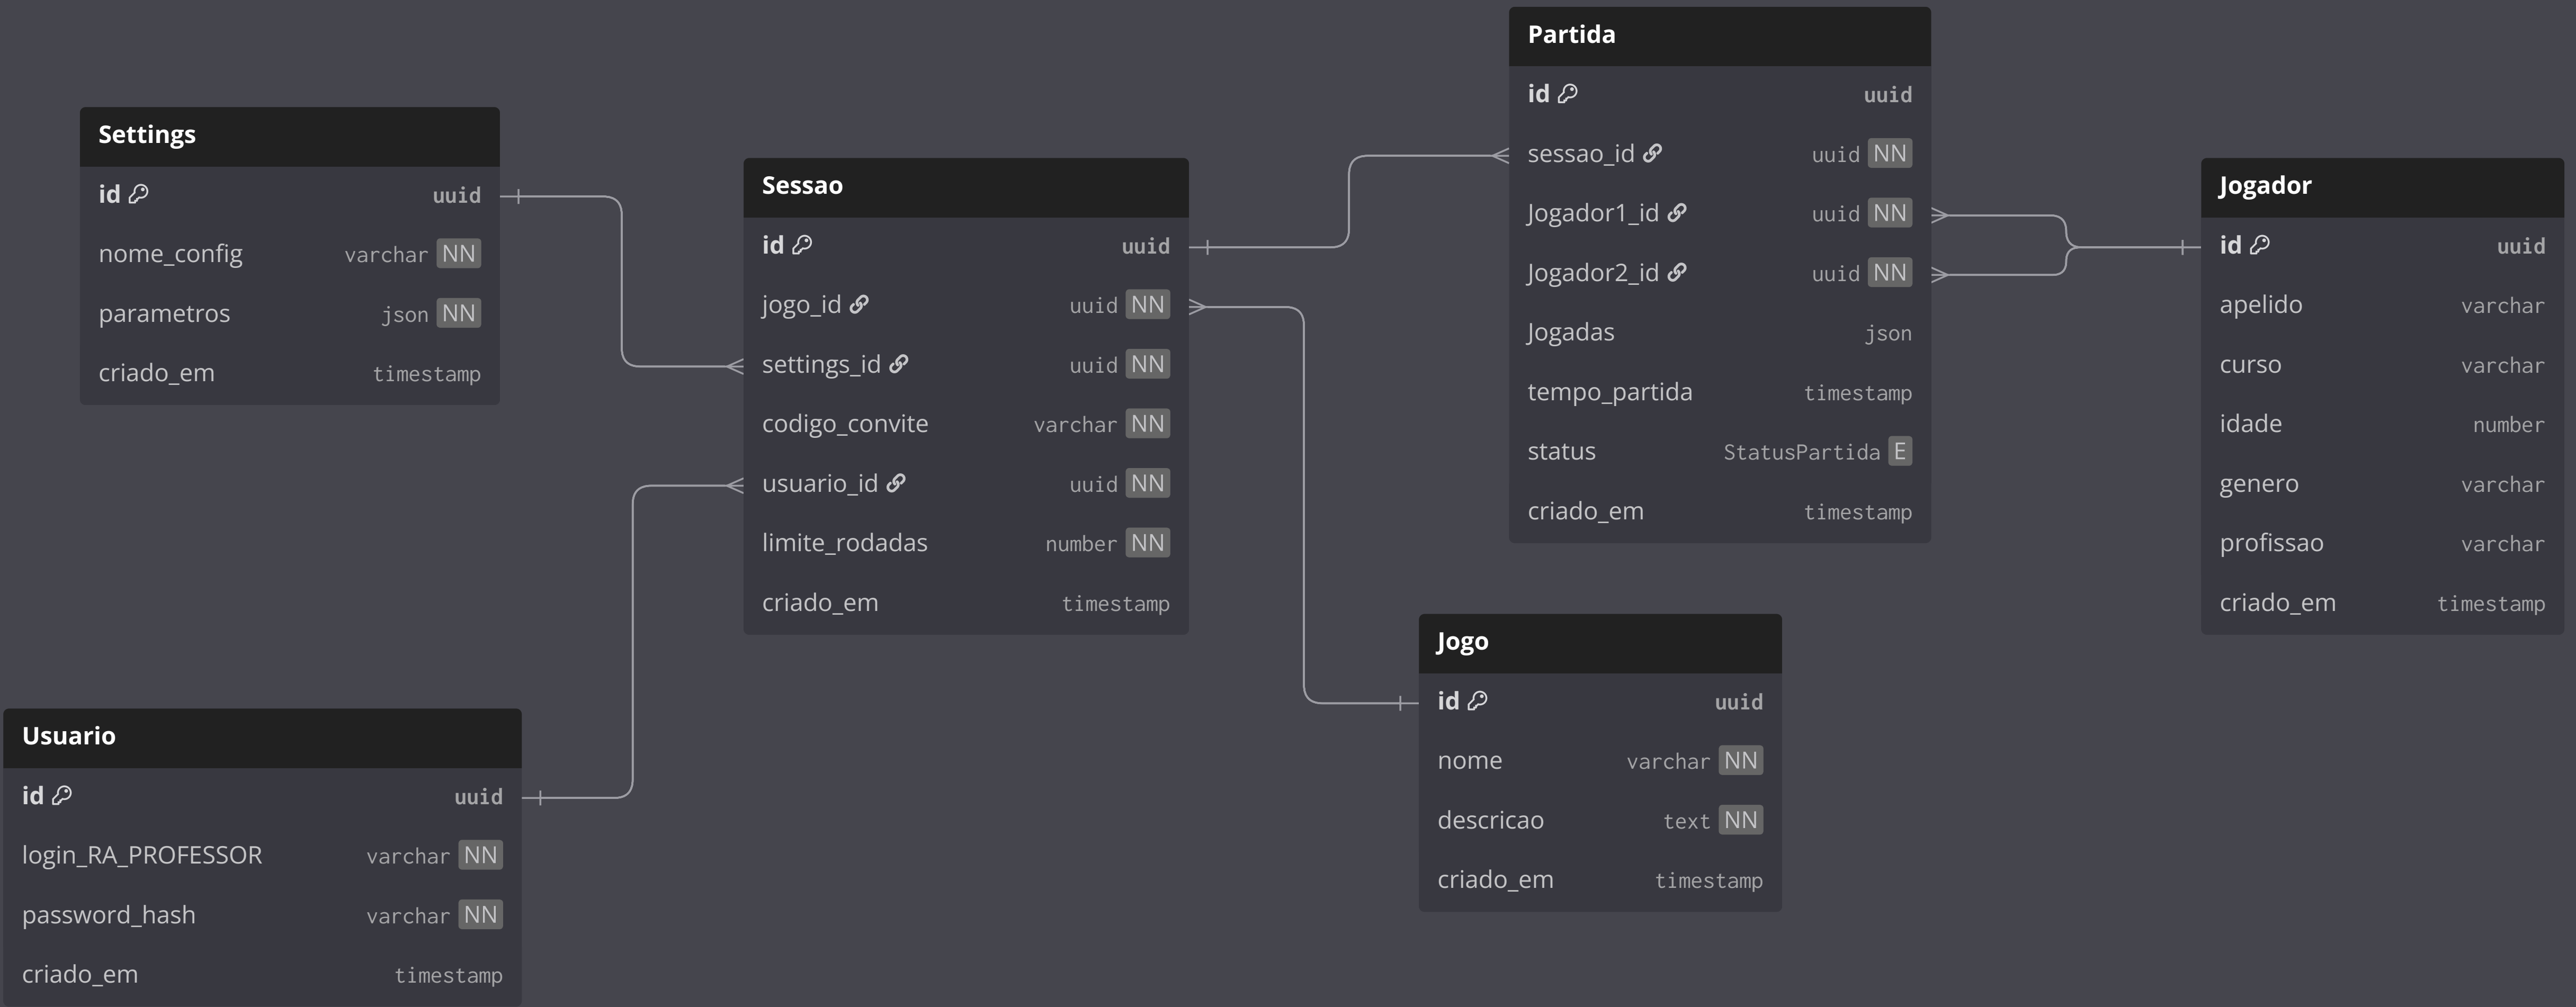 Settings
id uuid
nome_config varchar NN
parametros json NN
criado_em timestamp
Usuario
id uuid
login_RA_PROFESSOR varchar NN
password_hash varchar NN
criado_em timestamp
Sessao
id uuid
jogo_id uuid NN
settings_id uuid NN
codigo_convite varchar NN
usuario_id uuid NN
limite_rodadas number NN
criado_em timestamp
Partida
id uuid
sessao_id uuid NN
Jogador1_id uuid NN
Jogador2_id uuid NN
Jogadas json
tempo_partida timestamp
status StatusPartida E
criado_em timestamp
Jogo
id uuid
nome varchar NN
descricao text NN
criado_em timestamp
Jogador
id uuid
apelido varchar
curso varchar
idade number
genero varchar
profissao varchar
criado_em timestamp